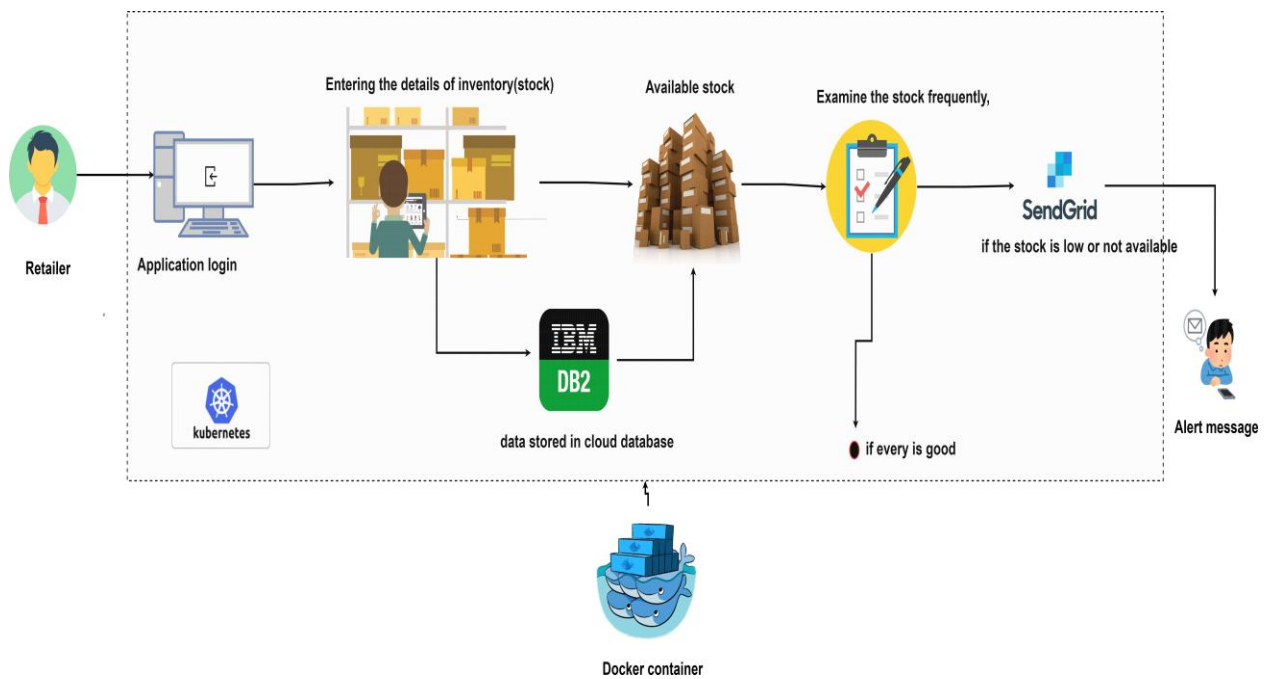 Entering the details of inventory(stock)
Available stock
Examine the stock frequently,
SendGrid
if the stock is low or not available
Retailer
Application login
IBM
DB2
kubernetes
data stored in cloud database
if every is good
Alert message
Docker container